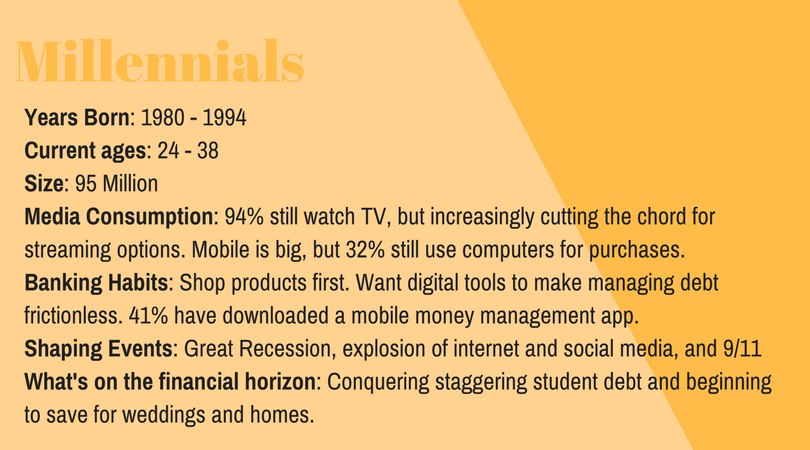 Millennials
Years Born: 1980 - 1994
Current ages: 24 - 38
Size: 95 Million
Media Consumption: 94% still watch TV, but increasingly cutting the chord for
streaming options. Mobile is big, but 32% still use computers for purchases.
Banking Habits: Shop products first. Want digital tools to make managing debt
frictionless. 41% have downloaded a mobile money management app.
Shaping Events: Great Recession, explosion of internet and social media, and 9/11
What's on the financial horizon: Conquering staggering student debt and beginning
to save for weddings and homes.